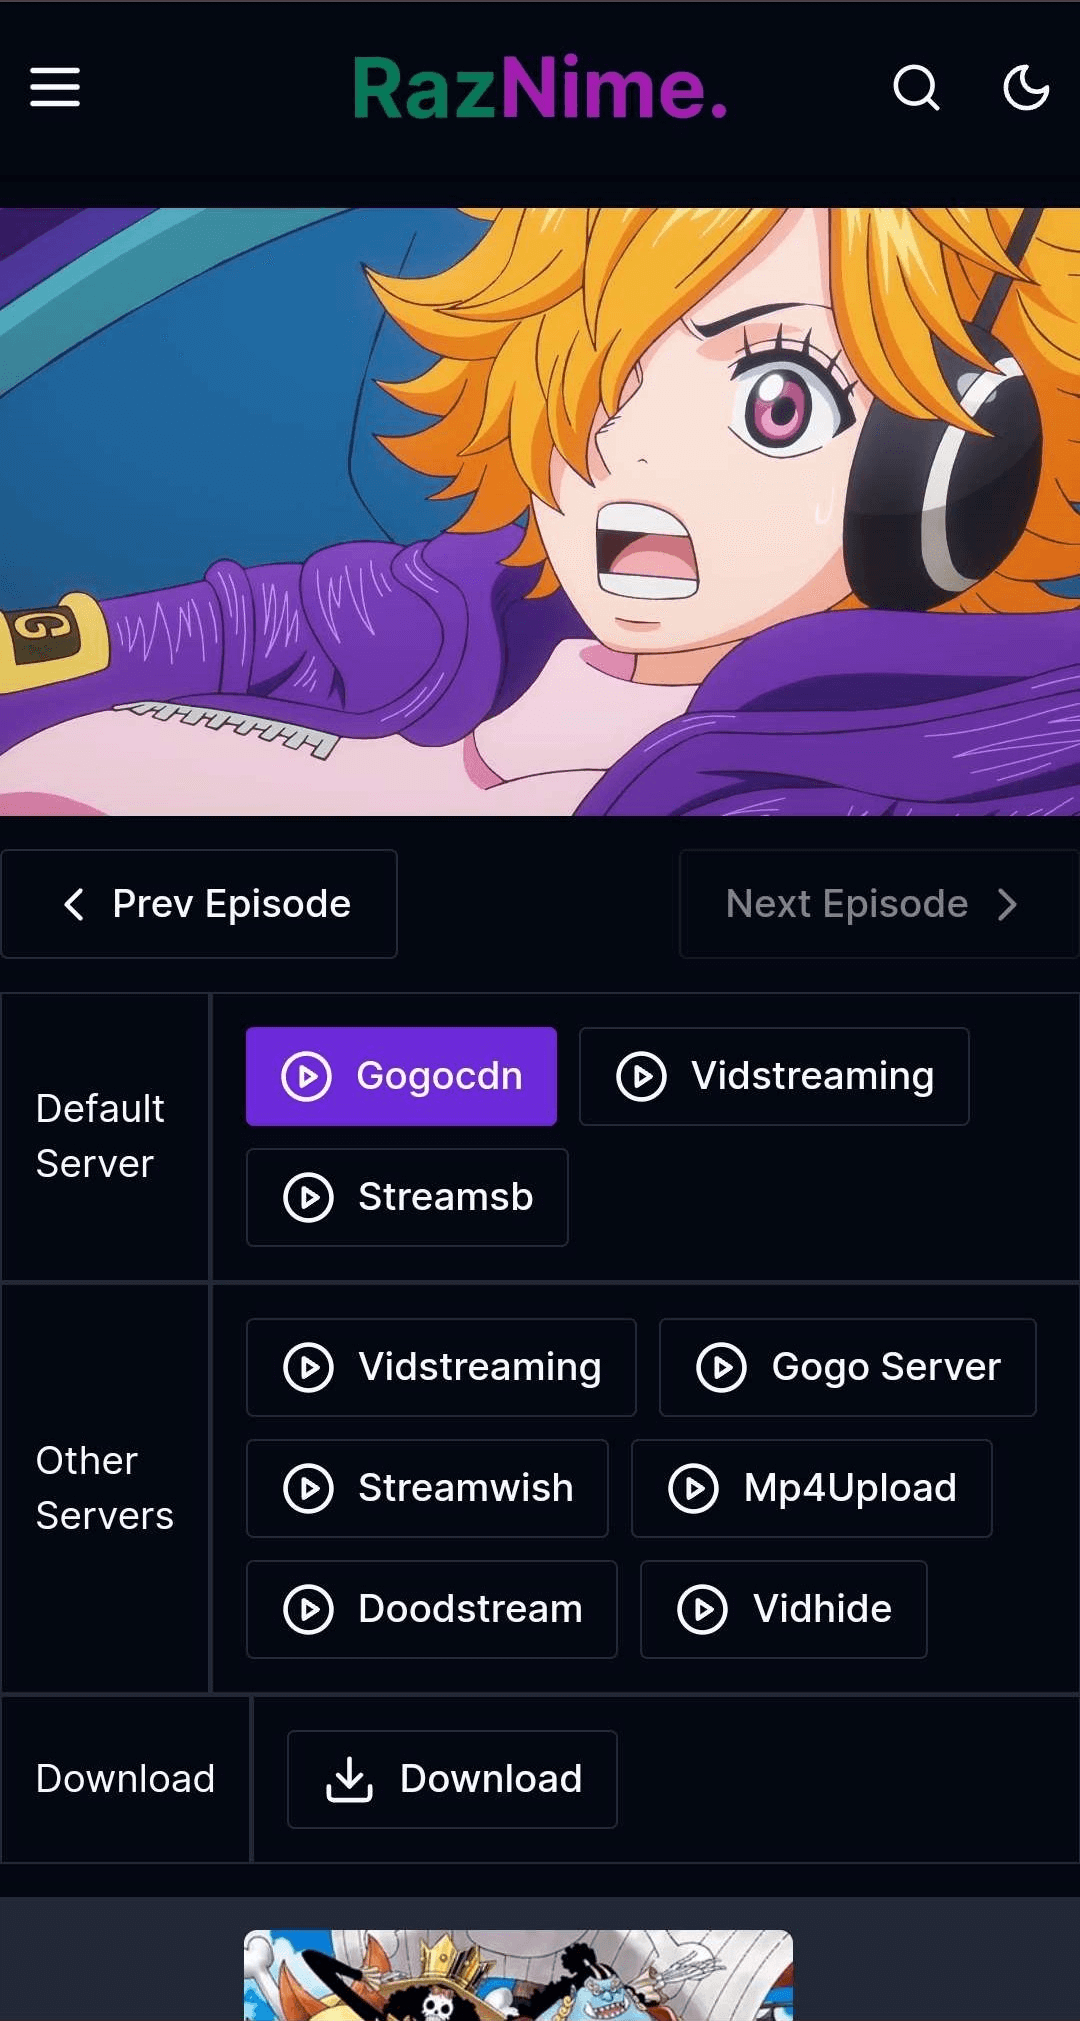 RazNime.
G
Prev Episode
Next Episode
Default
Server
Gogocdn
Vidstreaming
Streamsb
Other
Servers
Vidstreaming
Gogo Server
Streamwish
Mp4Upload
Doodstream
Vidhide
Download
Download